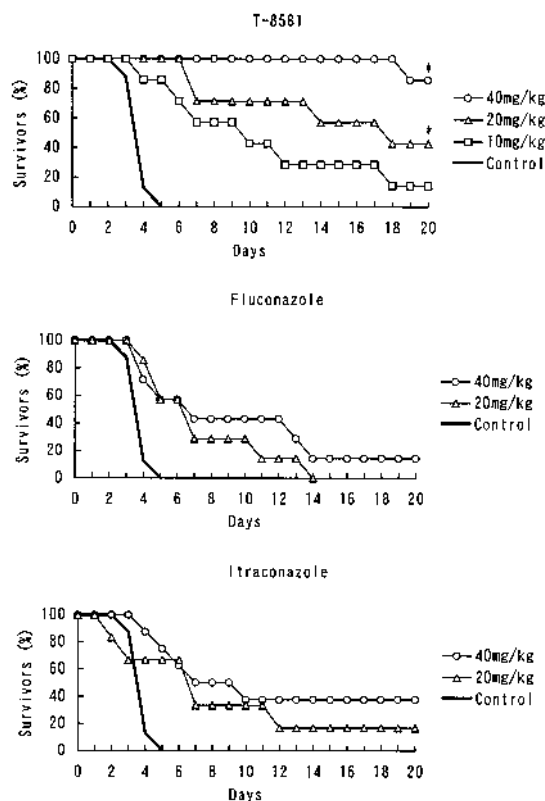 T-8581
Survivors (%)
100
80
60
40
20
0
0 2 4 6 8 10 12 14 16 18 20
Days
*
*
40mg/kg
20mg/kg
10mg/kg
Control
Fluconazole
Survivors (%)
100
80
60
40
20
0
0 2 4 6 8 10 12 14 16 18 20
Days
40mg/kg
20mg/kg
Control
Itraconazole
Survivors (%)
100
80
60
40
20
0
0 2 4 6 8 10 12 14 16 18 20
Days
40mg/kg
20mg/kg
Control